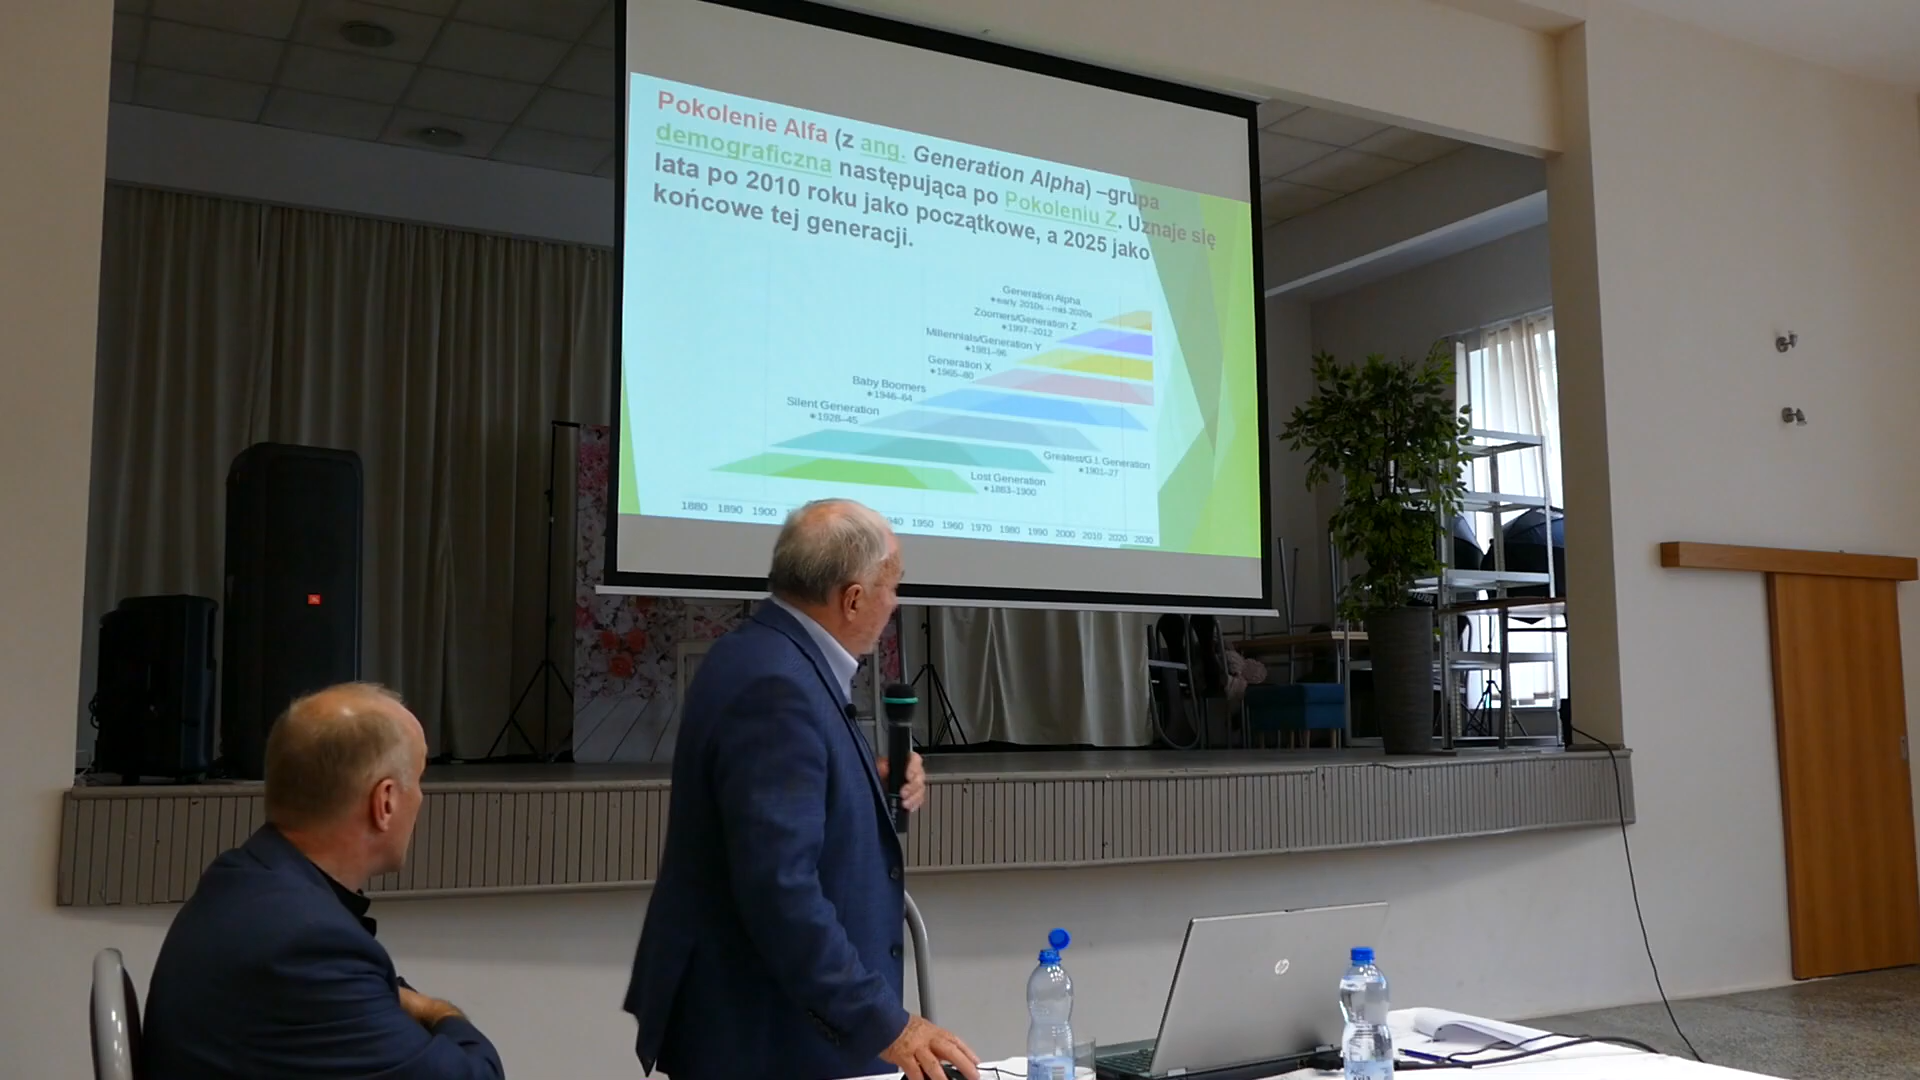 Pokolenie Alfa (z ang. Generation Alpha) –grupa
demograficzna następująca po Pokoleniu Z. Uznaje się
lata po 2010 roku jako początkowe, a 2025 jako
końcowe tej generacji.
Generation Alpha
early 2010s – mid-2020s
Zoomers/Generation Z
1997–2012
Millennials/Generation Y
1981–96
Generation X
1965–80
Baby Boomers
1946–64
Silent Generation
1928–45
Greatest/G.I. Generation
1901–27
Lost Generation
1883–1900
1880 1890 1900 1950 1960 1970 1980 1990 2000 2010 2020 2030
hp